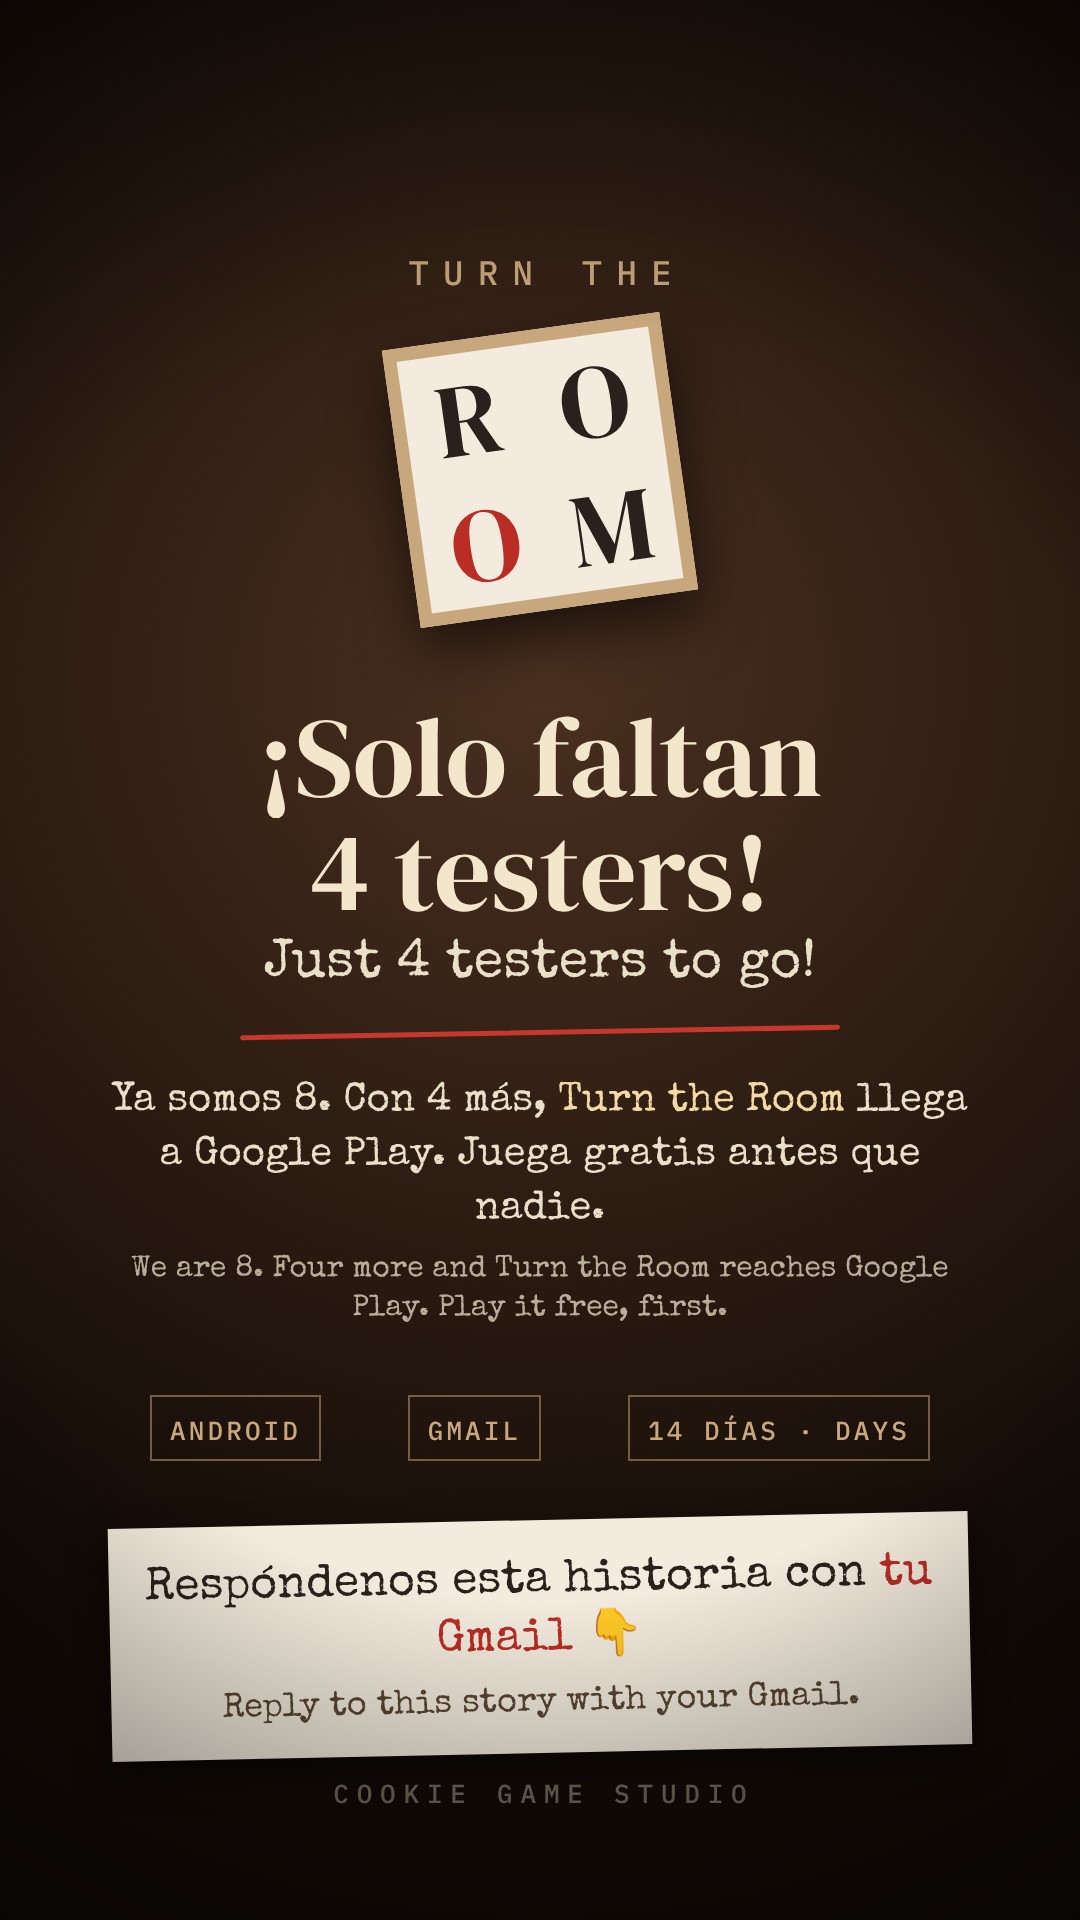 TURN THE
R O
O M
¡Solo faltan
4 testers!
Just 4 testers to go!
Ya somos 8. Con 4 más, Turn the Room llega
a Google Play. Juega gratis antes que
nadie.
We are 8. Four more and Turn the Room reaches Google
Play. Play it free, first.
ANDROID GMAIL 14 DÍAS · DAYS
Respóndenos esta historia con tu
Gmail 👇
Reply to this story with your Gmail.
COOKIE GAME STUDIO